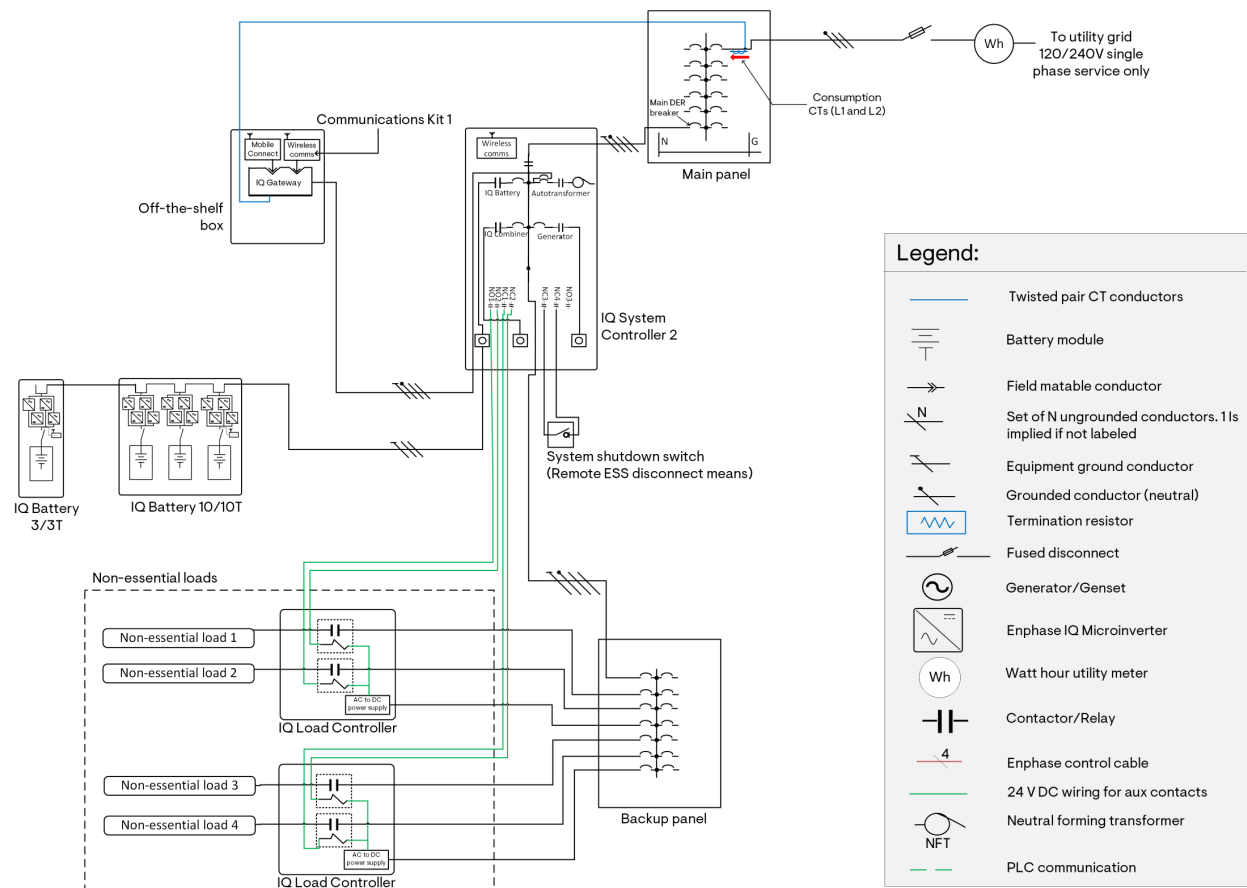 To utility grid
120/240V single
phase service only
Wh
Main DER
breaker
Consumption
CTs (L1 and L2)
N
G
Main panel
Communications Kit 1
Mobile
Connect
Wireless
comms
IQ Gateway
Off-the-shelf
box
Wireless
comms
IQ Battery
Autotransformer
IQ Combiner
Generator
NO1
NO2
NC1
NC2
NC3
NC4
NO3
IQ System
Controller 2
System shutdown switch
(Remote ESS disconnect means)
IQ Battery
3/3T
IQ Battery 10/10T
Non-essential loads
Non-essential load 1
Non-essential load 2
AC to DC
power supply
IQ Load Controller
Non-essential load 3
Non-essential load 4
AC to DC
power supply
IQ Load Controller
Backup panel
Legend:
Twisted pair CT conductors
Battery module
Field matable conductor
N
Set of N ungrounded conductors. 1 Is
implied if not labeled
Equipment ground conductor
Grounded conductor (neutral)
Termination resistor
Fused disconnect
Generator/Genset
Enphase IQ Microinverter
Wh
Watt hour utility meter
Contactor/Relay
4
Enphase control cable
24 V DC wiring for aux contacts
NFT
Neutral forming transformer
PLC communication